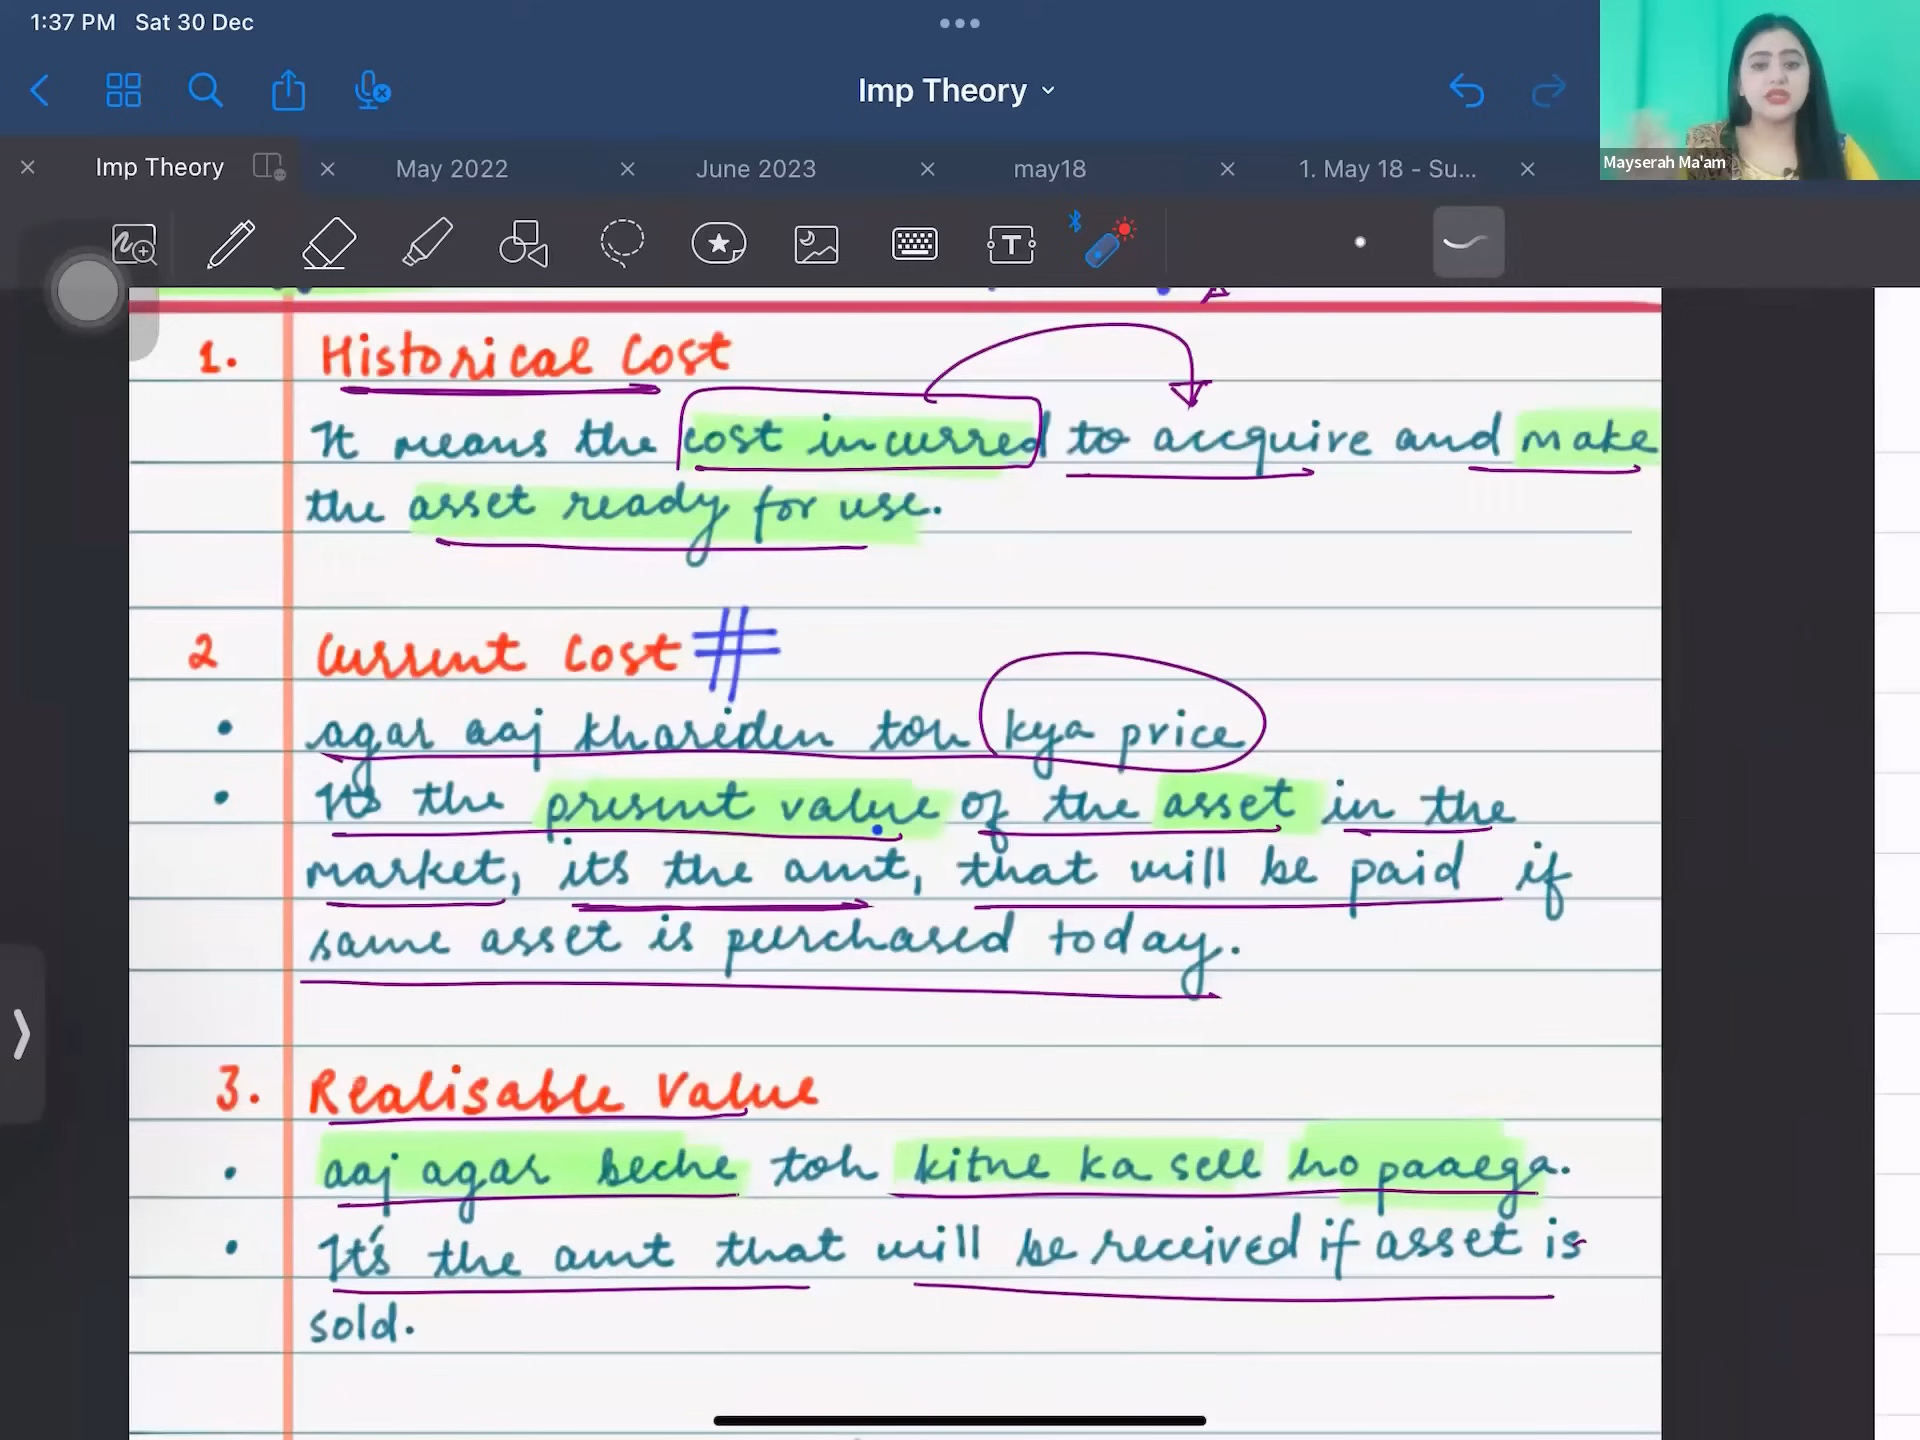 1:37 PM Sat 30 Dec
Imp Theory
Mayserah Ma'am
Imp Theory May 2022 June 2023 may18 1. May 18 - Su...
1. Historical Cost
It means the cost incurred to accquire and make
the asset ready for use.
2 Current Cost #
• agar aaj khareiden toh kya price
• It's the present value of the asset in the
market, its the amt, that will be paid if
same asset is purchased today.
3. Realisable Value
• aaj agar beche toh kitne ka sell ho paaega.
• It's the amt that will be received if asset is
sold.